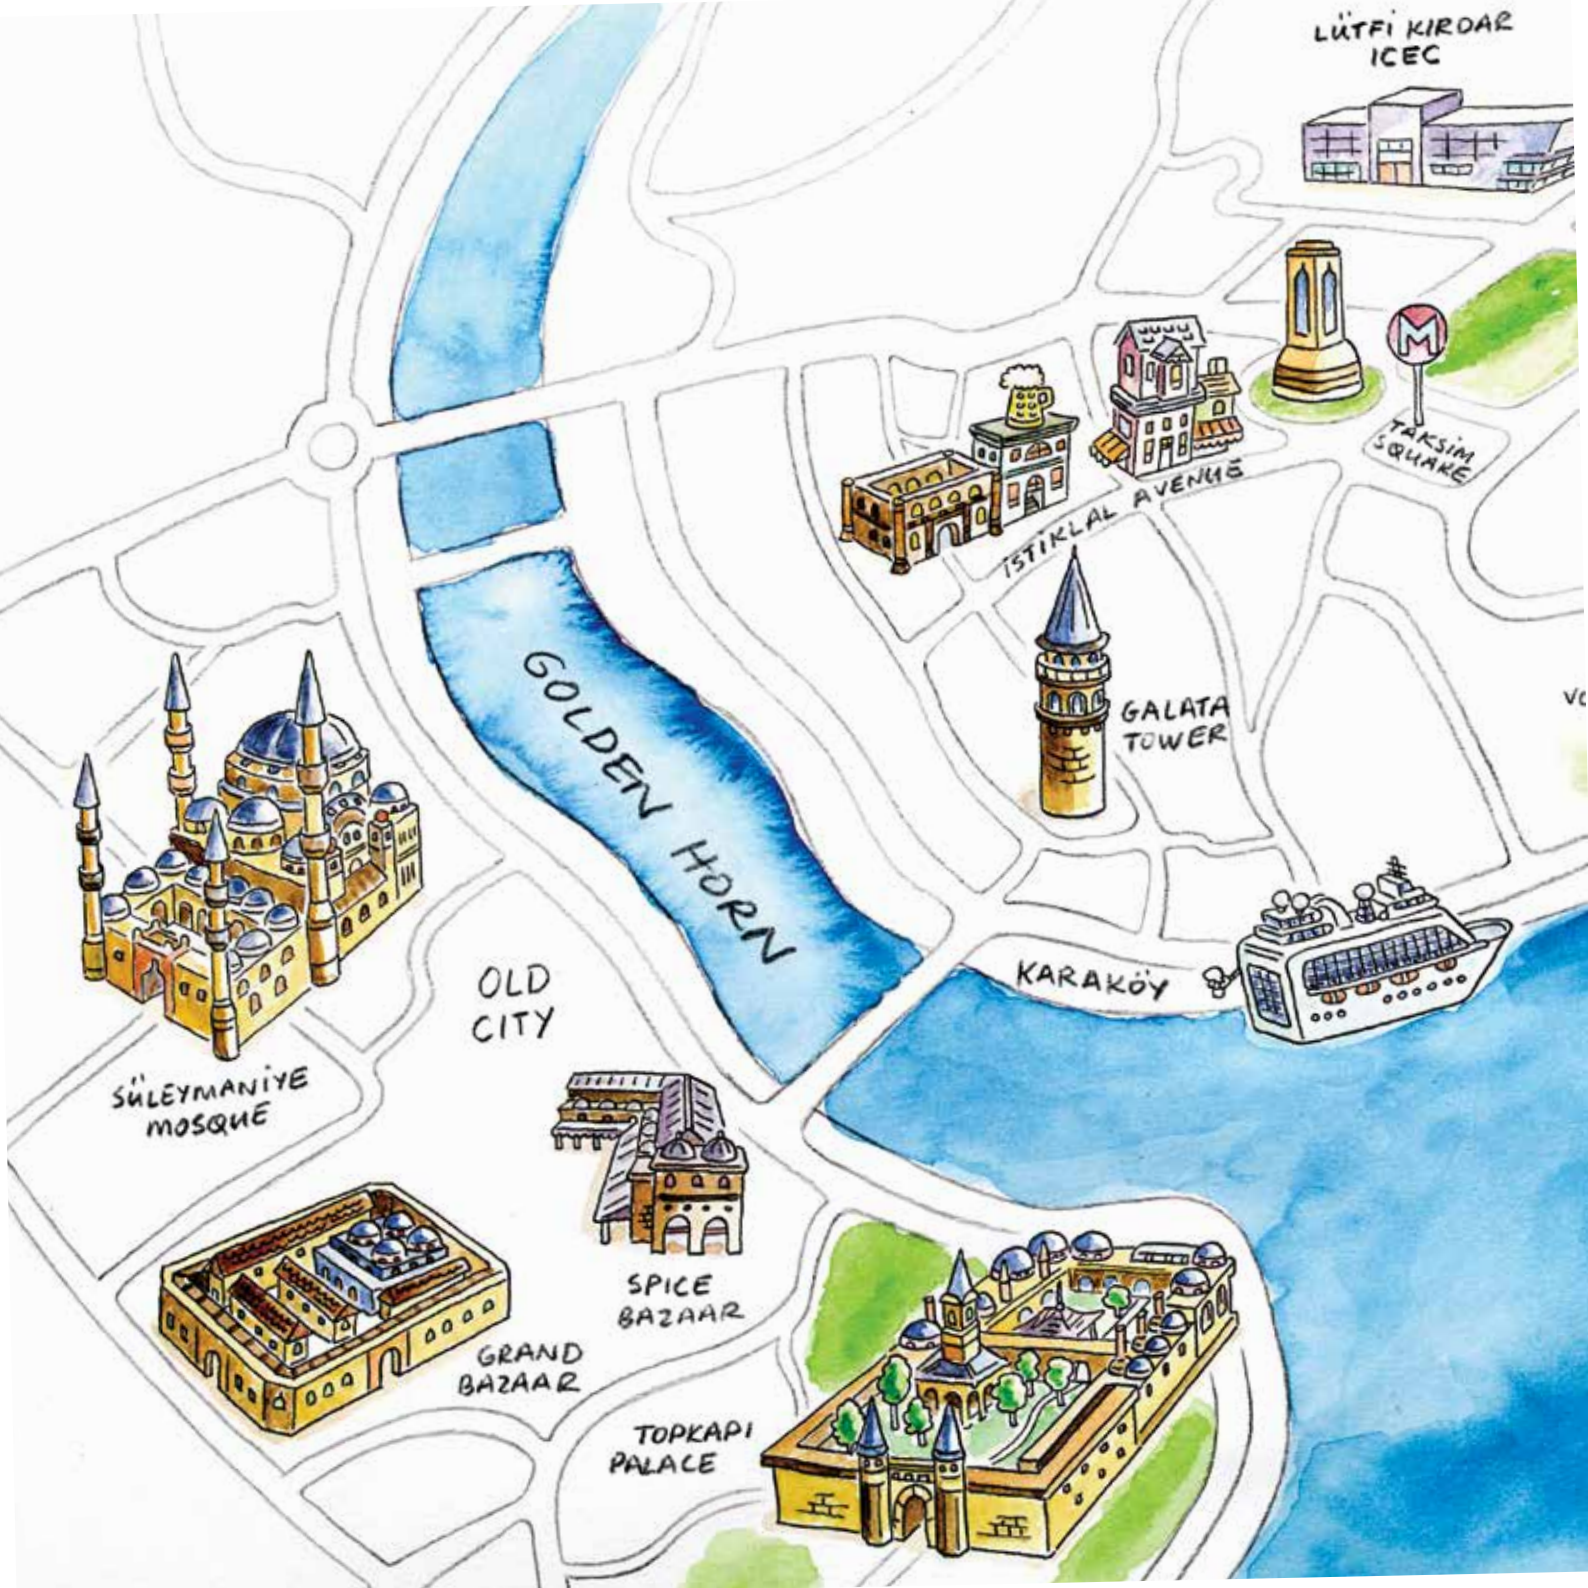 LÜTFİ KIRDAR
ICEC
M
TAKSİM
SQUARE
İSTİKLAL AVENUE
GALATA
TOWER
GOLDEN HORN
KARAKÖY
OLD
CITY
SÜLEYMANİYE
MOSQUE
SPICE
BAZAAR
GRAND
BAZAAR
TOPKAPI
PALACE